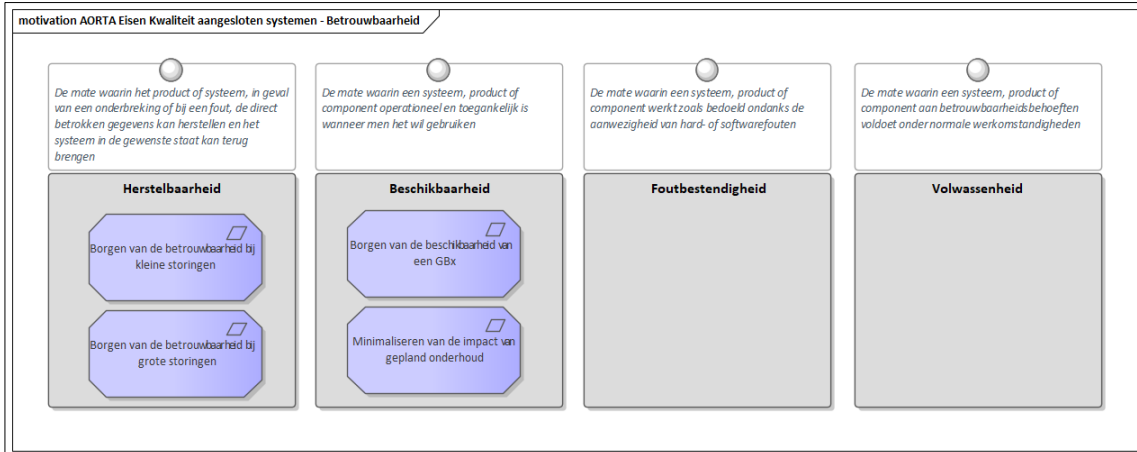 motivation AORTA Eisen Kwaliteit aangesloten systemen - Betrouwbaarheid
De mate waarin het product of systeem, in geval
van een onderbreking of bij een fout, de direct
betrokken gegevens kan herstellen en het
systeem in de gewenste staat kan terug
brengen
Herstelbaarheid
Borgen van de betrouwbaarheid bij
kleine storingen
Borgen van de betrouwbaarheid bij
grote storingen
De mate waarin een systeem, product of
component operationeel en toegankelijk is
wanneer men het wil gebruiken
Beschikbaarheid
Borgen van de beschikbaarheid van
een GBx
Minimaliseren van de impact van
gepland onderhoud
De mate waarin een systeem, product of
component werkt zoals bedoeld ondanks de
aanwezigheid van hard- of softwarefouten
Foutbestendigheid
De mate waarin een systeem, product of
component aan betrouwbaarheidsbehoeften
voldoet onder normale werkomstandigheden
Volwassenheid